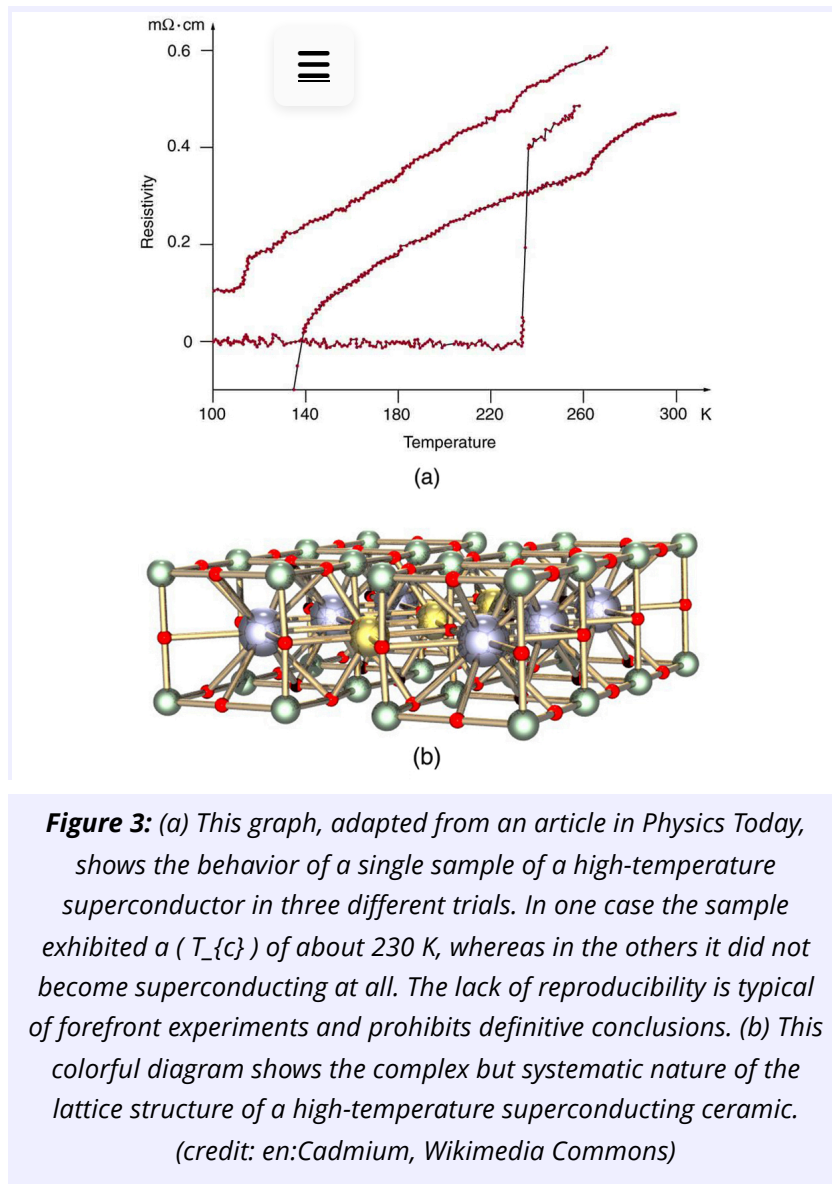 mΩ·cm
0.6
0.4
0.2
0
Resistivity
100 140 180 220 260 300 K
Temperature
(a)
(b)
Figure 3: (a) This graph, adapted from an article in Physics Today,
shows the behavior of a single sample of a high-temperature
superconductor in three different trials. In one case the sample
exhibited a ( T_{c} ) of about 230 K, whereas in the others it did not
become superconducting at all. The lack of reproducibility is typical
of forefront experiments and prohibits definitive conclusions. (b) This
colorful diagram shows the complex but systematic nature of the
lattice structure of a high-temperature superconducting ceramic.
(credit: en:Cadmium, Wikimedia Commons)